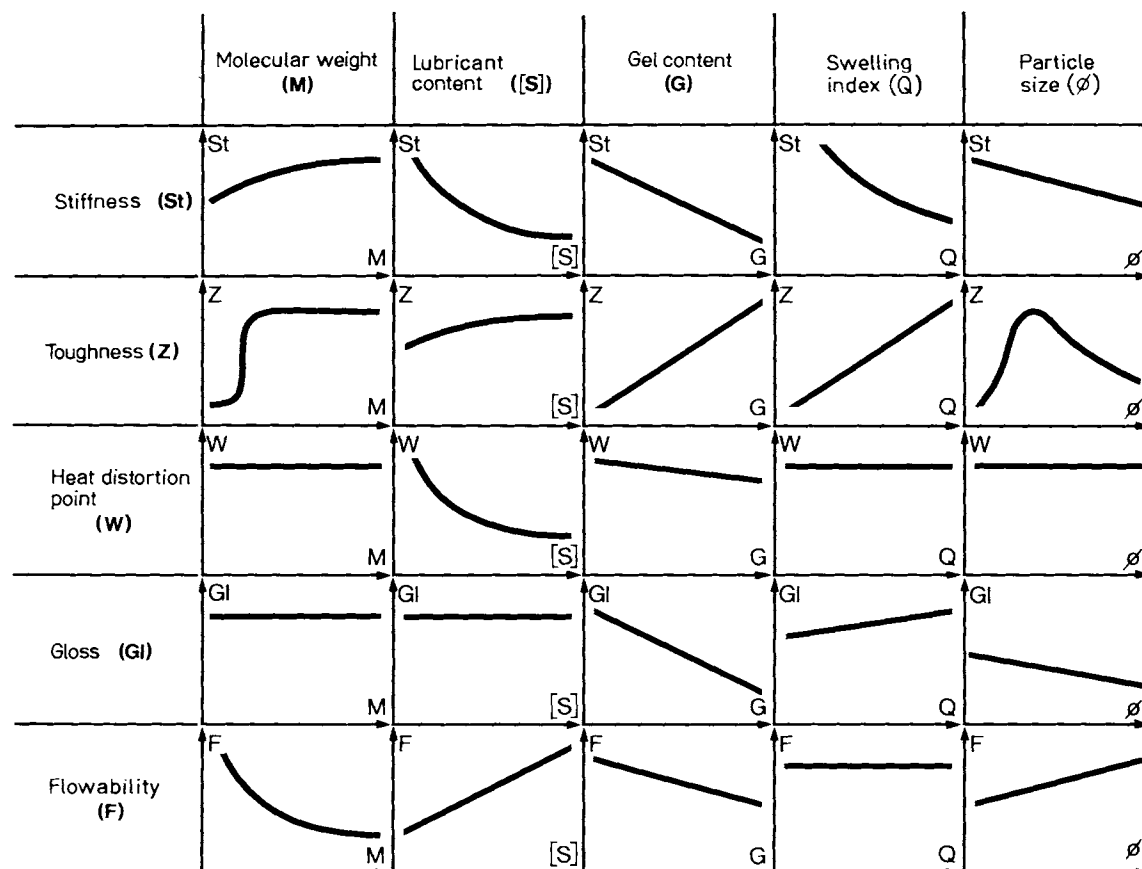 Molecular weight
(M)
Lubricant
content ([S])
Gel content
(G)
Swelling
index (Q)
Particle
size (ø)
Stiffness (St)
St
M
St
[S]
St
G
St
Q
St
ø
Toughness (Z)
Z
M
Z
[S]
Z
G
Z
Q
Z
ø
Heat distortion
point
(W)
W
M
W
[S]
W
G
W
Q
W
ø
Gloss (Gl)
Gl
M
Gl
[S]
Gl
G
Gl
Q
Gl
ø
Flowability
(F)
F
M
F
[S]
F
G
F
Q
F
ø